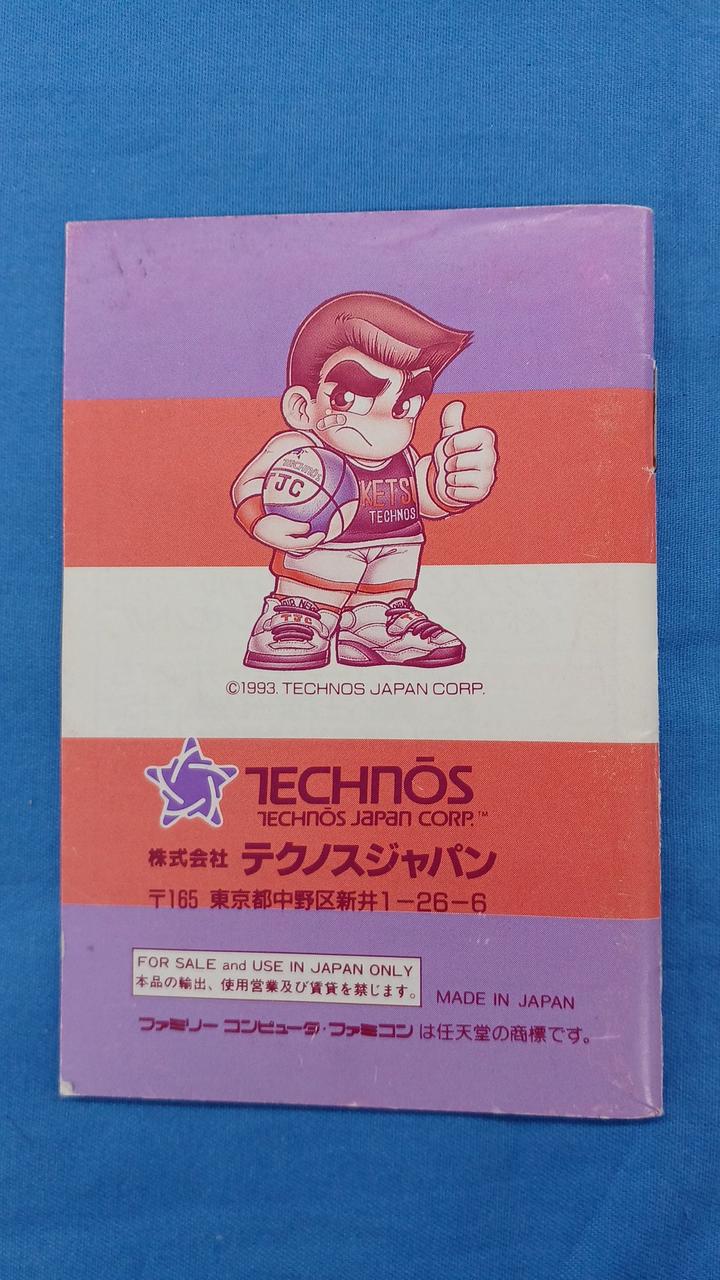 TECHNOS
TJC
KETS
TECHNOS
TJC
©1993. TECHNOS JAPAN CORP.
TECHNŌS
TECHNŌS JAPAN CORP.™
株式会社 テクノスジャパン
〒165 東京都中野区新井1-26-6
FOR SALE and USE IN JAPAN ONLY
本品の輸出、使用営業及び賃貸を禁じます。
MADE IN JAPAN
ファミリー コンピュータ・ファミコン は任天堂の商標です。